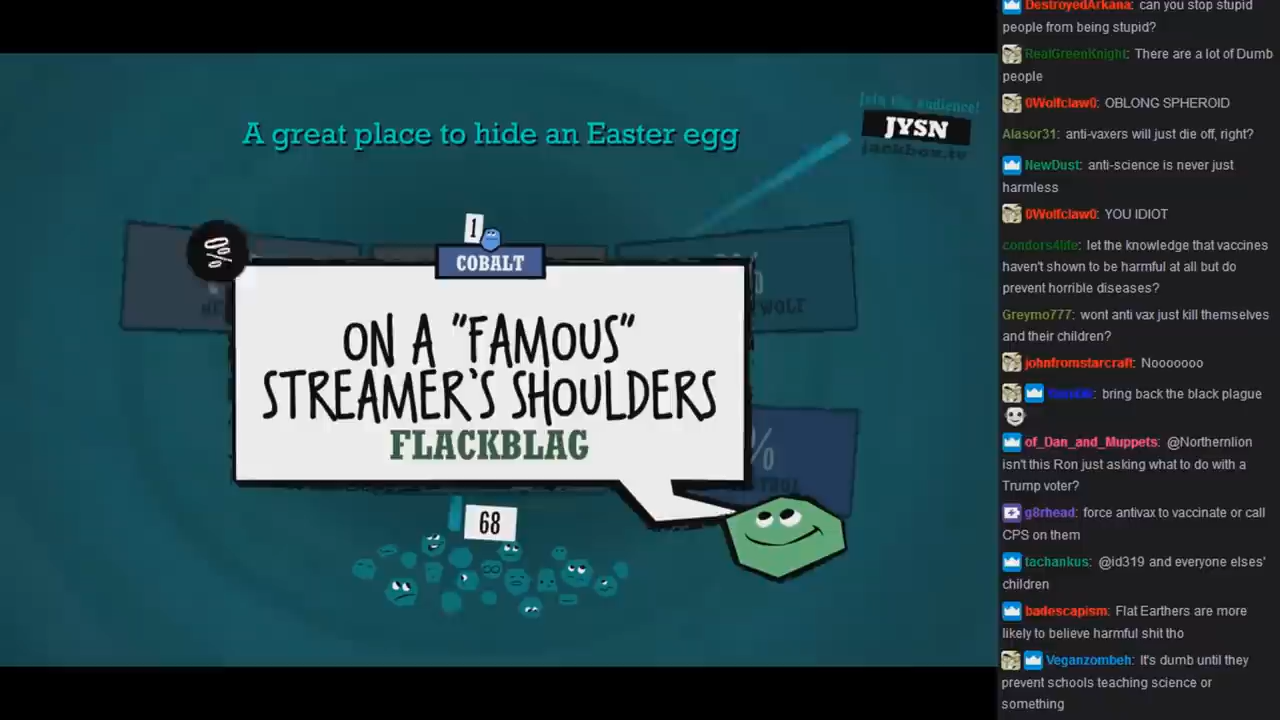 A great place to hide an Easter egg
Join the audience!
JYSN
jackbox.tv
0%
1
COBALT
ON A "FAMOUS"
STREAMER'S SHOULDERS
FLACKBLAG
%
%
68
DestroyedArkana: can you stop stupid
people from being stupid?
RealGreenKnight: There are a lot of Dumb
people
0Wolfclaw0: OBLONG SPHEROID
Alasor31: anti-vaxers will just die off, right?
NewDust: anti-science is never just
harmless
0Wolfclaw0: YOU IDIOT
condors4life: let the knowledge that vaccines
haven't shown to be harmful at all but do
prevent horrible diseases?
Greymo777: wont anti vax just kill themselves
and their children?
johnfromstarcraft: Nooooooo
: bring back the black plague
of_Dan_and_Muppets: @Northernlion
isn't this Ron just asking what to do with a
Trump voter?
g8rhead: force antivax to vaccinate or call
CPS on them
tachankus: @id319 and everyone elses'
children
badescapism: Flat Earthers are more
likely to believe harmful shit tho
Veganzombeh: It's dumb until they
prevent schools teaching science or
something